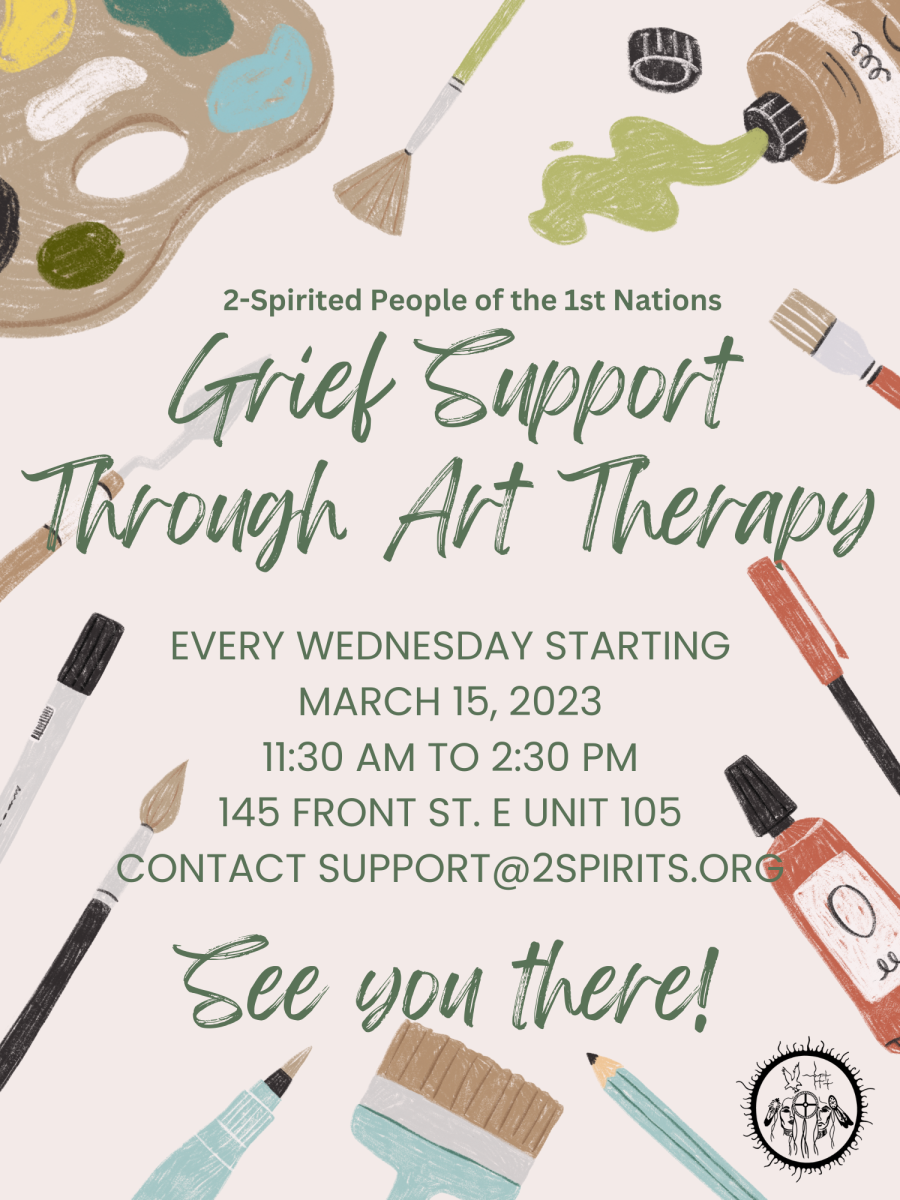 2-Spirited People of the 1st Nations
Grief Support
Through Art Therapy
EVERY WEDNESDAY STARTING
MARCH 15, 2023
11:30 AM TO 2:30 PM
145 FRONT ST. E UNIT 105
CONTACT SUPPORT@2SPIRITS.ORG
See you there!